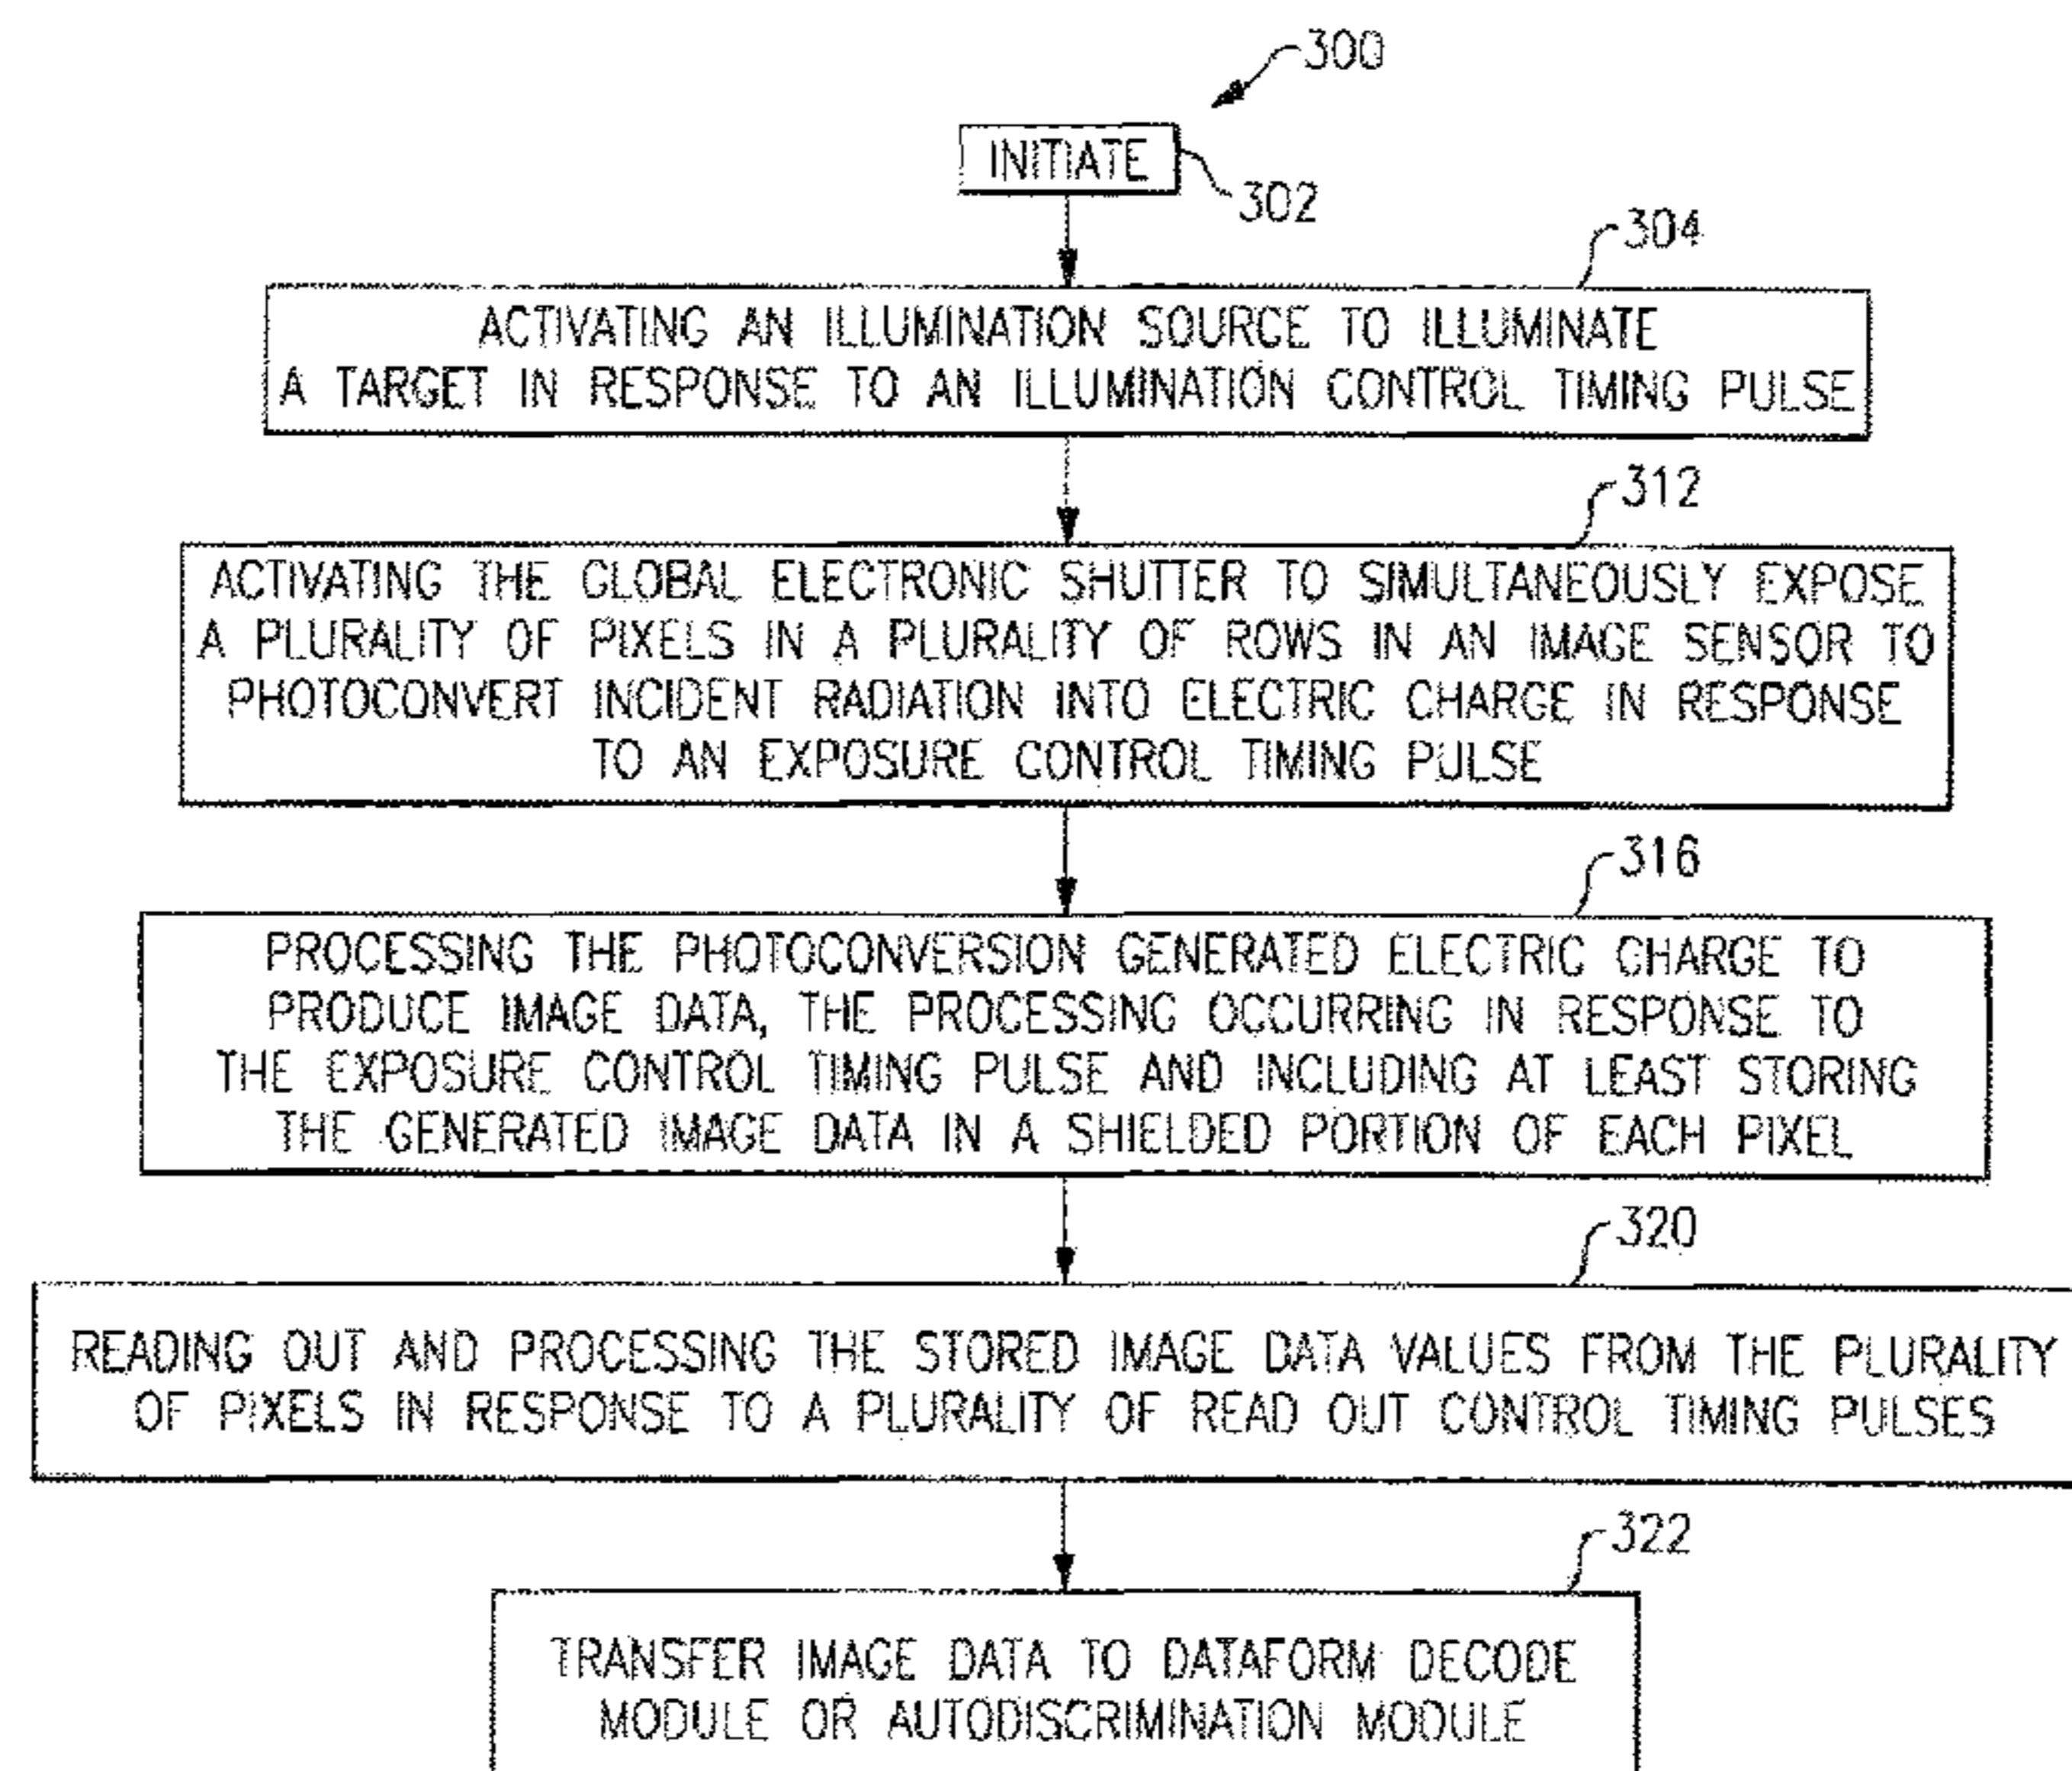 300
INITIATE
302
304
ACTIVATING AN ILLUMINATION SOURCE TO ILLUMINATE
A TARGET IN RESPONSE TO AN ILLUMINATION CONTROL TIMING PULSE
312
ACTIVATING THE GLOBAL ELECTRONIC SHUTTER TO SIMULTANEOUSLY EXPOSE
A PLURALITY OF PIXELS IN A PLURALITY OF ROWS IN AN IMAGE SENSOR TO
PHOTOCONVERT INCIDENT RADIATION INTO ELECTRIC CHARGE IN RESPONSE
TO AN EXPOSURE CONTROL TIMING PULSE
316
PROCESSING THE PHOTOCONVERSION GENERATED ELECTRIC CHARGE TO
PRODUCE IMAGE DATA, THE PROCESSING OCCURRING IN RESPONSE TO
THE EXPOSURE CONTROL TIMING PULSE AND INCLUDING AT LEAST STORING
THE GENERATED IMAGE DATA IN A SHIELDED PORTION OF EACH PIXEL
320
READING OUT AND PROCESSING THE STORED IMAGE DATA VALUES FROM THE PLURALITY
OF PIXELS IN RESPONSE TO A PLURALITY OF READ OUT CONTROL TIMING PULSES
322
TRANSFER IMAGE DATA TO DATAFORM DECODE
MODULE OR AUTODISCRIMINATION MODULE